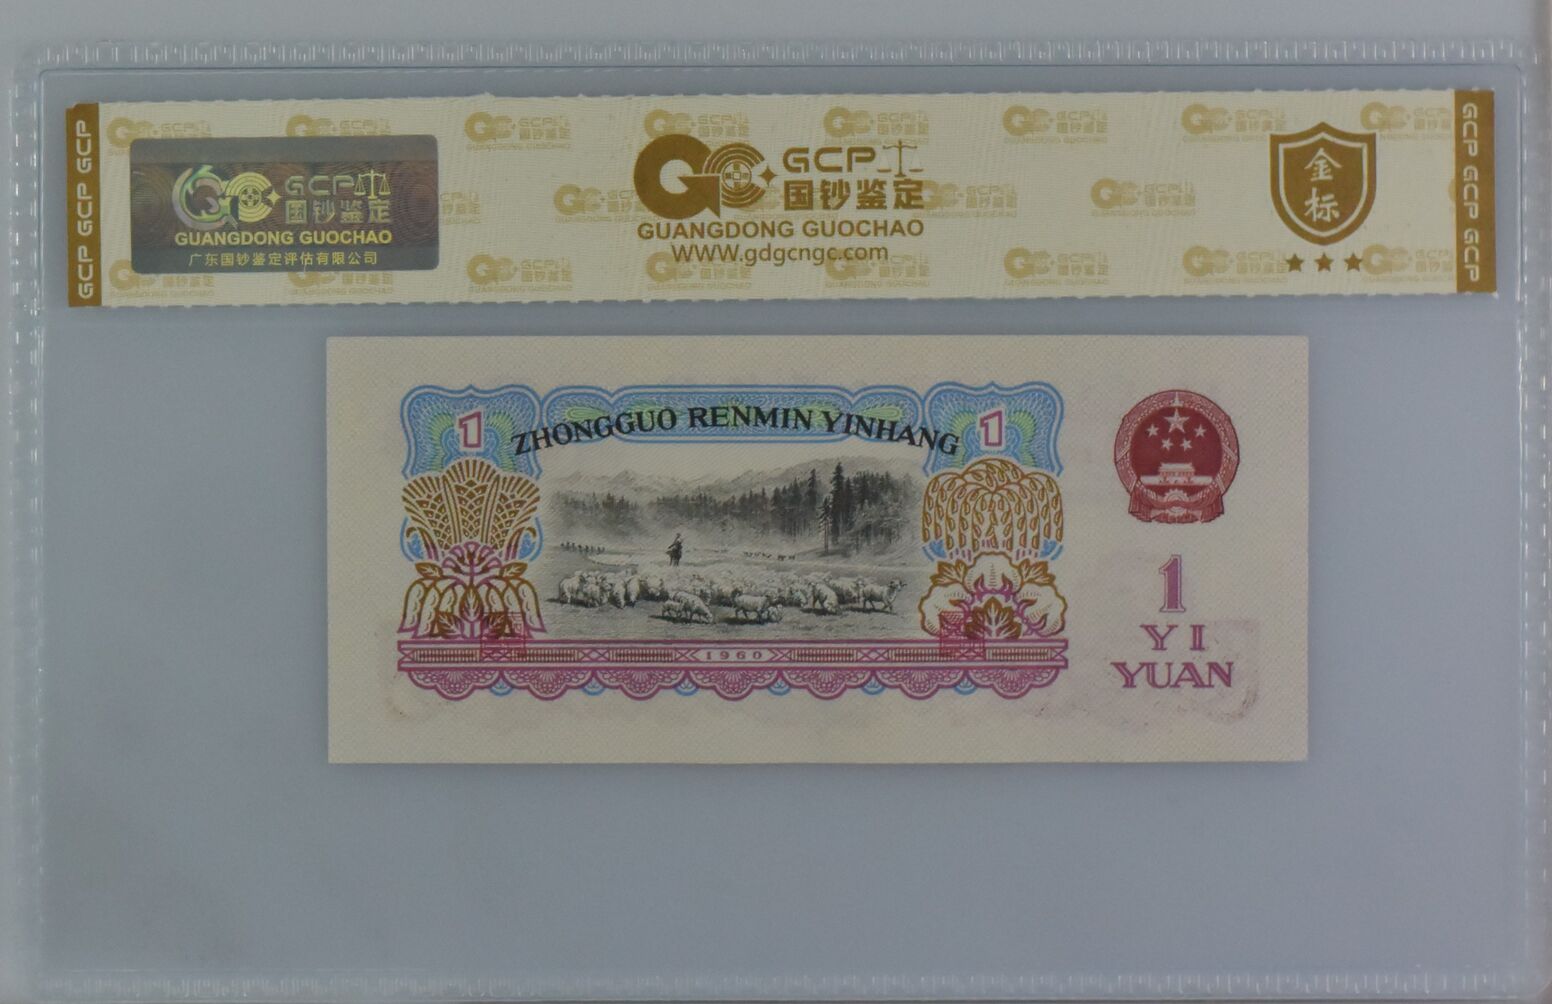 GCP GCP GCP
GCP
国钞鉴定
GUANGDONG GUOCHAO
广东国钞鉴定评估有限公司
GCP
国钞鉴定
GUANGDONG GUOCHAO
WWW.gdgcngc.com
金
标
GCP GCP GCP
1
ZHONGGUO RENMIN YINHANG
1
1
YI
YUAN
1960